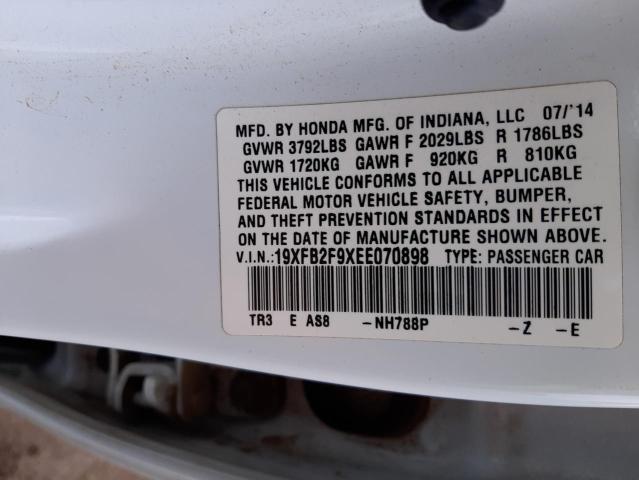 MFD. BY HONDA MFG. OF INDIANA, LLC 07/'14
GVWR 3792LBS GAWR F 2029LBS R 1786LBS
GVWR 1720KG GAWR F 920KG R 810KG
THIS VEHICLE CONFORMS TO ALL APPLICABLE
FEDERAL MOTOR VEHICLE SAFETY, BUMPER,
AND THEFT PREVENTION STANDARDS IN EFFECT
ON THE DATE OF MANUFACTURE SHOWN ABOVE.
V.I.N.:19XFB2F9XEE070898 TYPE: PASSENGER CAR
TR3 E AS8 -NH788P -Z -E